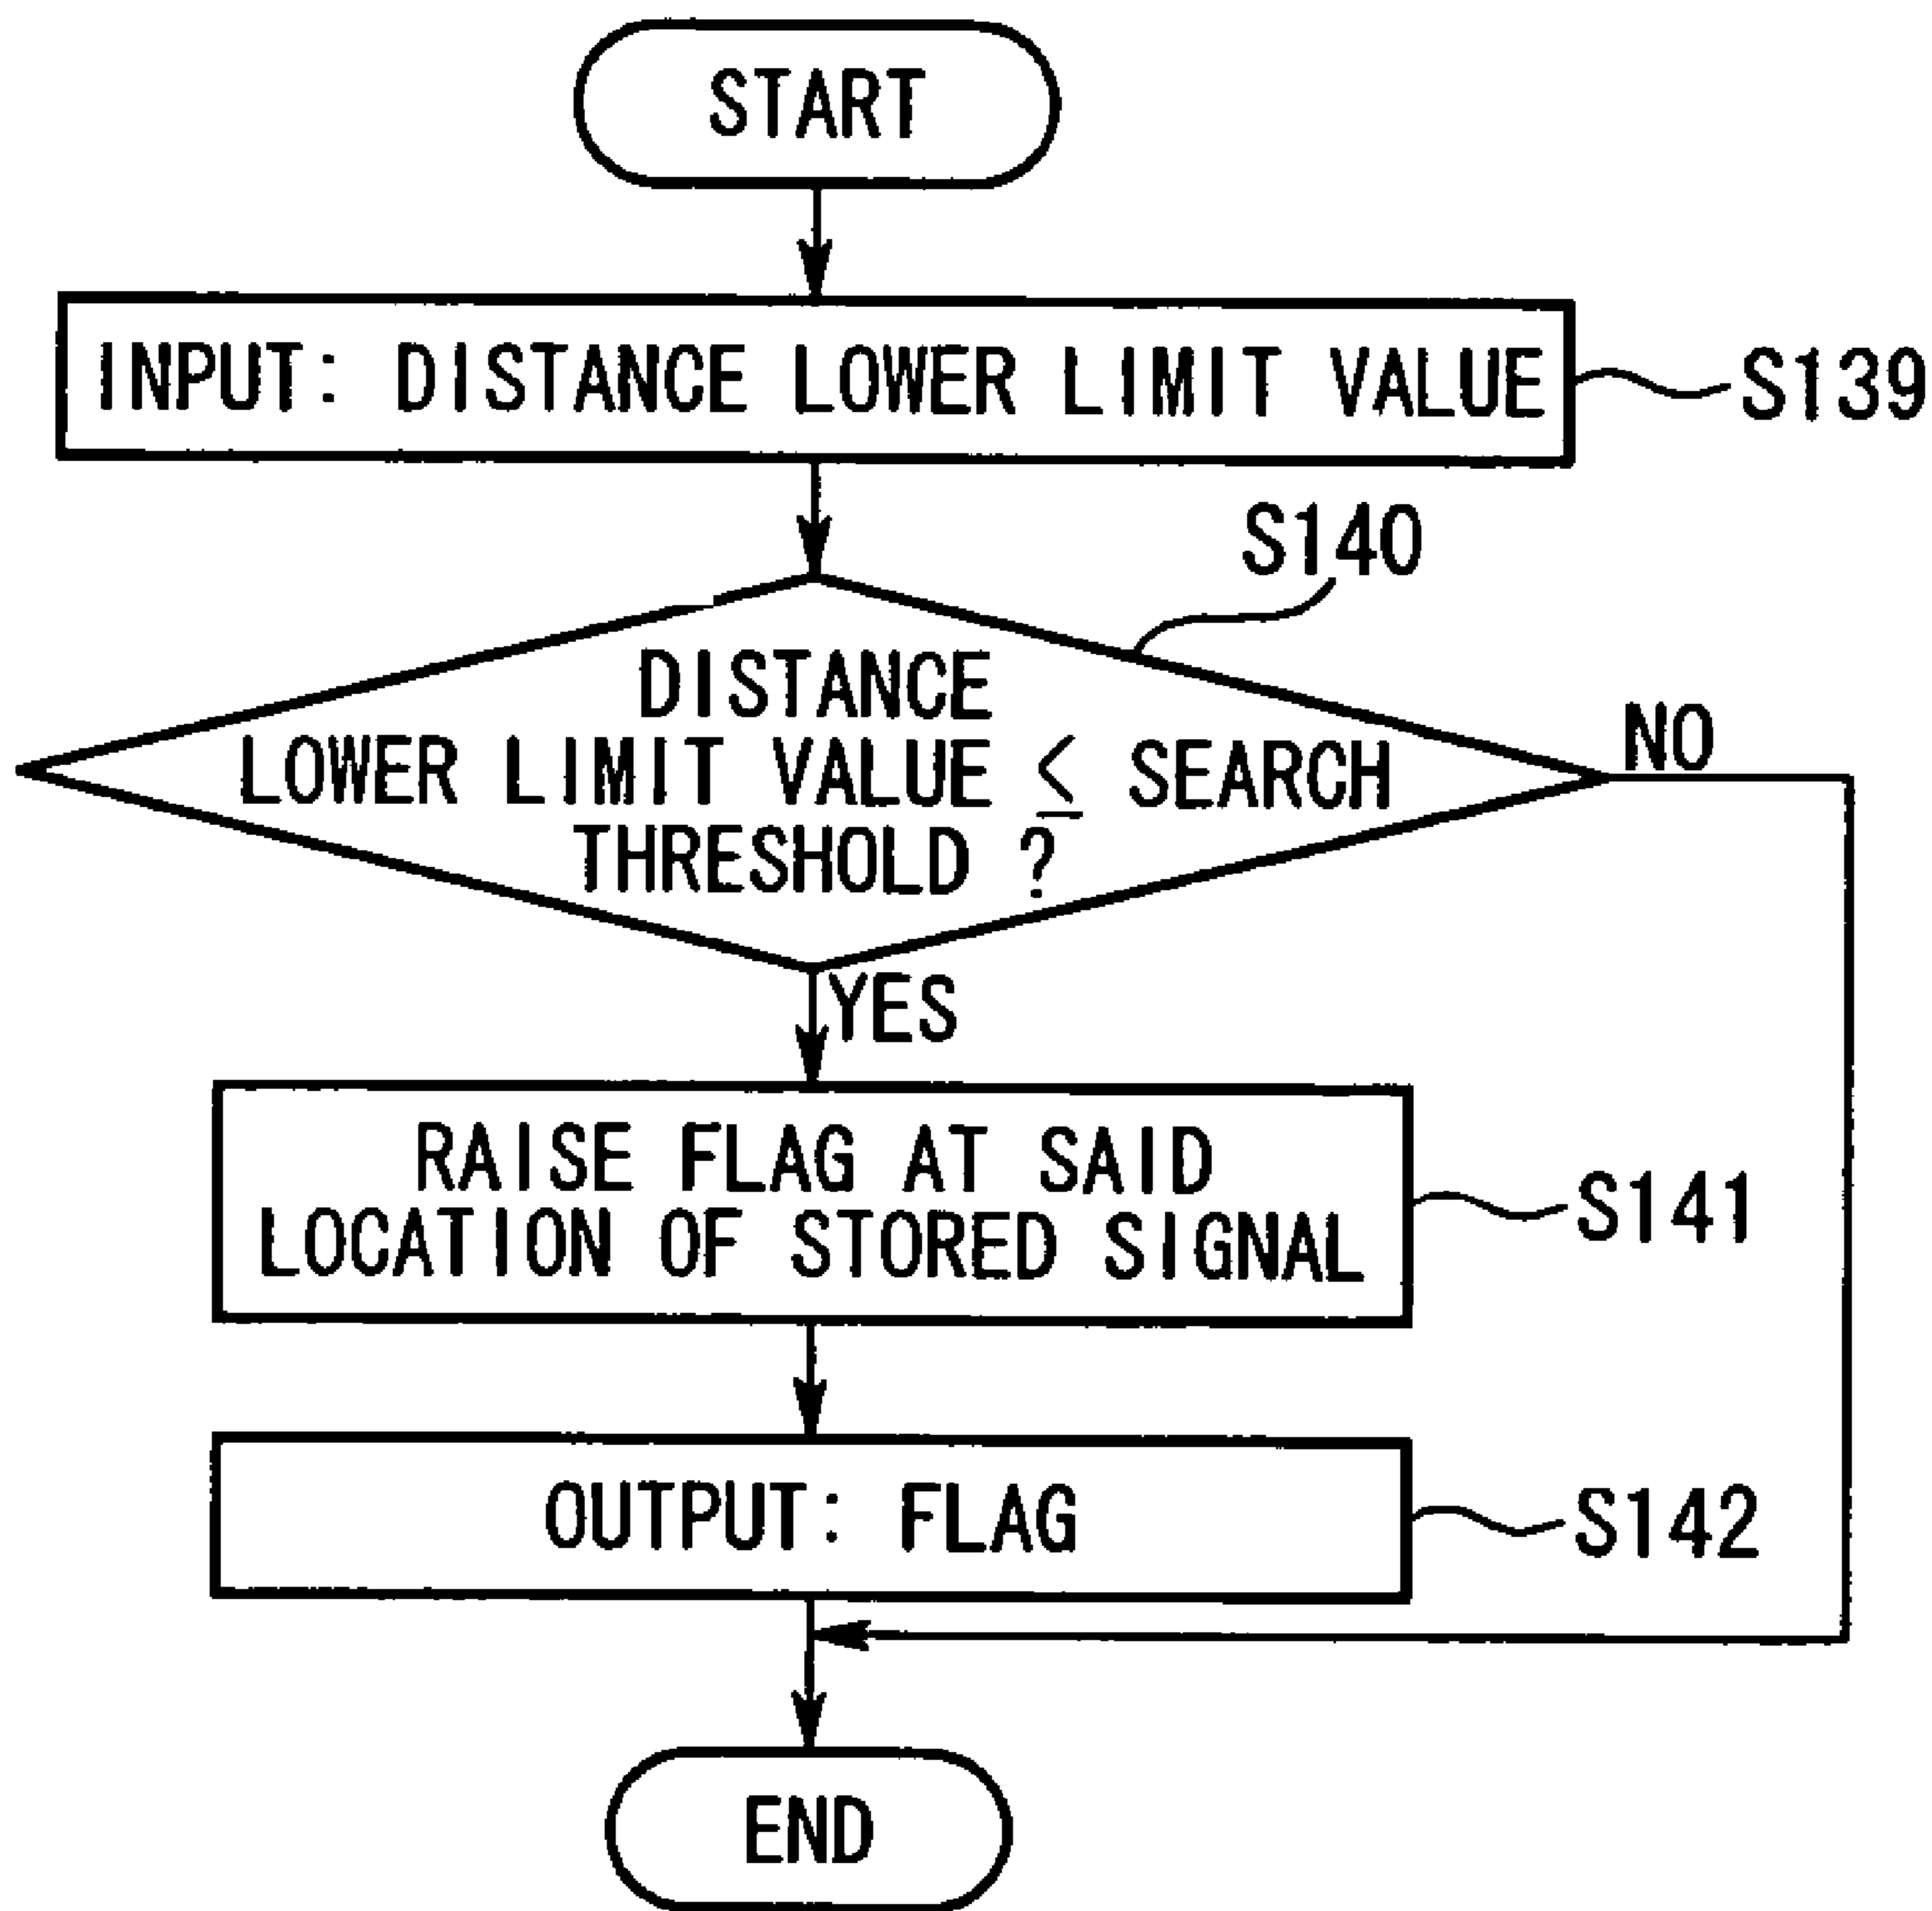 START
INPUT: DISTANCE LOWER LIMIT VALUE
S139
S140
DISTANCE
LOWER LIMIT VALUE ≤ SEARCH
THRESHOLD ?
NO
YES
RAISE FLAG AT SAID
LOCATION OF STORED SIGNAL
S141
OUTPUT: FLAG
S142
END